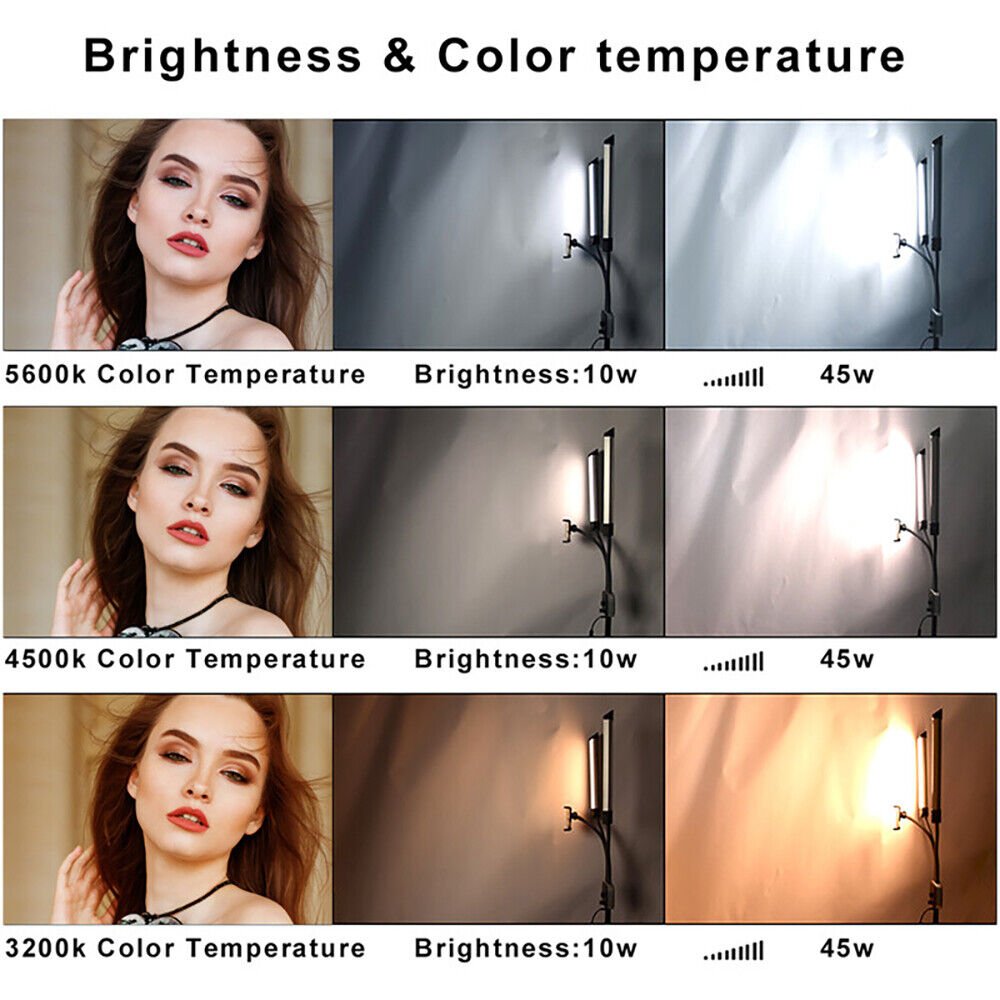 Brightness & Color temperature
5600k Color Temperature Brightness:10w 45w
4500k Color Temperature Brightness:10w 45w
3200k Color Temperature Brightness:10w 45w